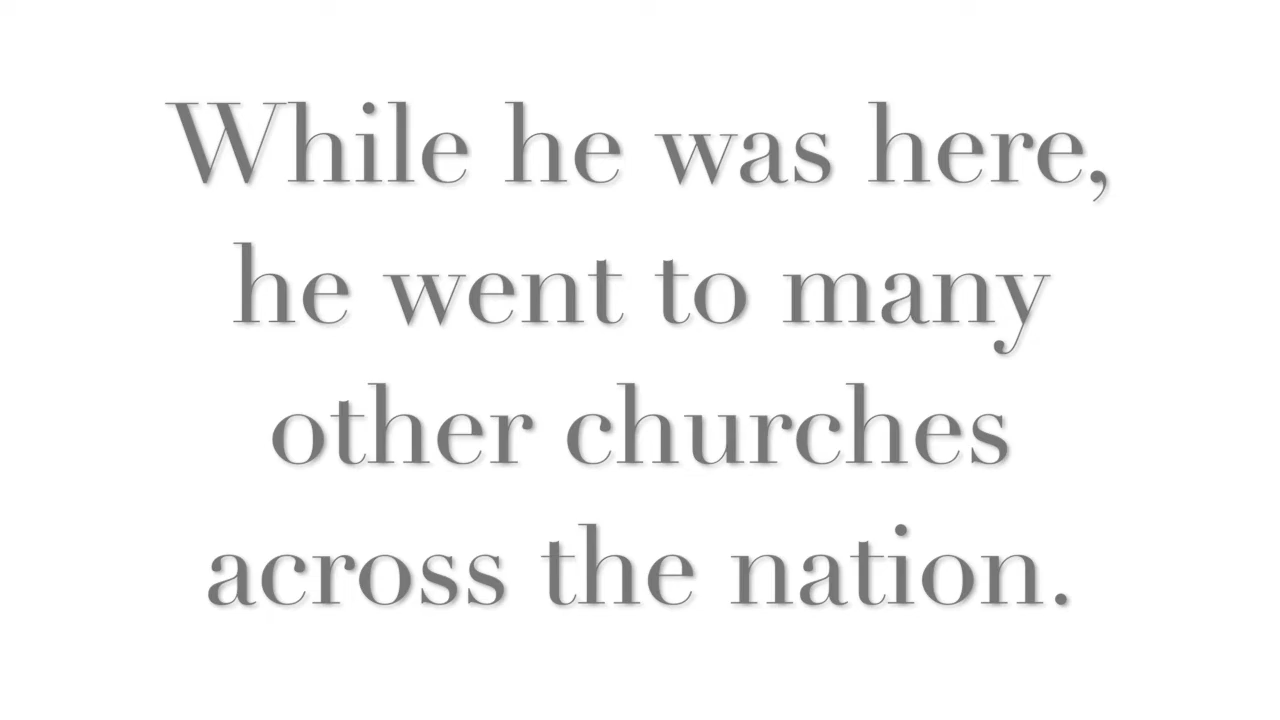 While he was here,
he went to many
other churches
across the nation.